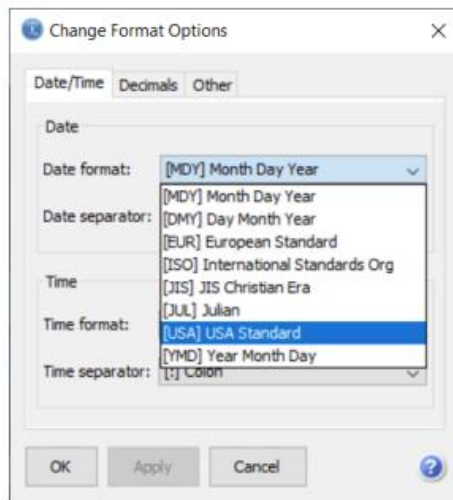 Change Format Options
Date/Time Decimals Other
Date
Date format: [MDY] Month Day Year
[MDY] Month Day Year
Date separator: [DMY] Day Month Year
[EUR] European Standard
[ISO] International Standards Org
Time
[JIS] JIS Christian Era
[JUL] Julian
Time format: [USA] USA Standard
[YMD] Year Month Day
Time separator: [:] Colon
OK Apply Cancel